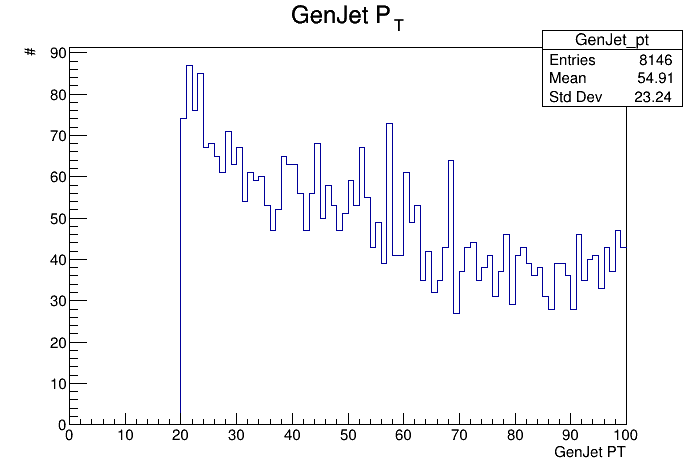 GenJet P_T
GenJet_pt
Entries 8146
Mean 54.91
Std Dev 23.24
#
90
80
70
60
50
40
30
20
10
0
0 10 20 30 40 50 60 70 80 90 100
GenJet PT